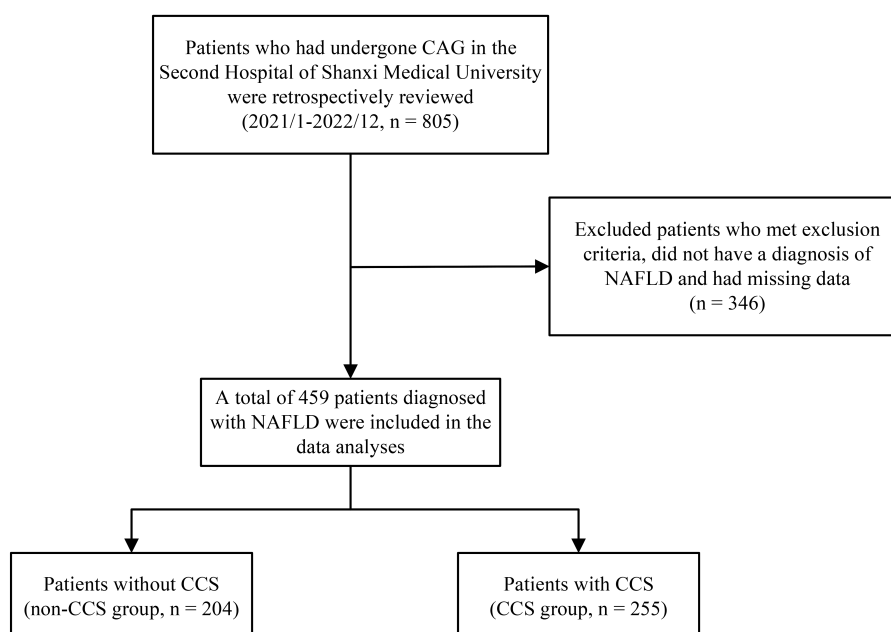 Patients who had undergone CAG in the
Second Hospital of Shanxi Medical University
were retrospectively reviewed
(2021/1-2022/12, n = 805)
Excluded patients who met exclusion
criteria, did not have a diagnosis of
NAFLD and had missing data
(n = 346)
A total of 459 patients diagnosed
with NAFLD were included in the
data analyses
Patients without CCS
(non-CCS group, n = 204)
Patients with CCS
(CCS group, n = 255)